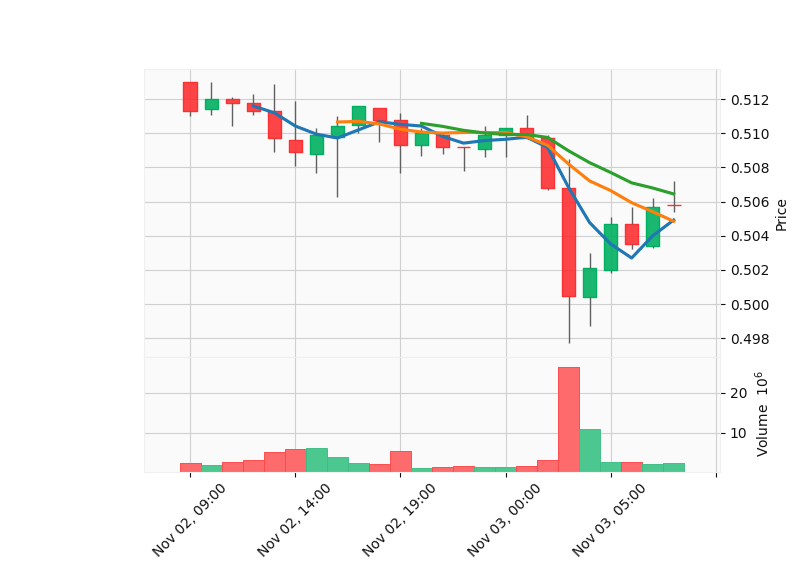 0.512
0.510
0.508
0.506
0.504
0.502
0.500
0.498
Price
20
10
Volume 10^6
Nov 02, 09:00
Nov 02, 14:00
Nov 02, 19:00
Nov 03, 00:00
Nov 03, 05:00